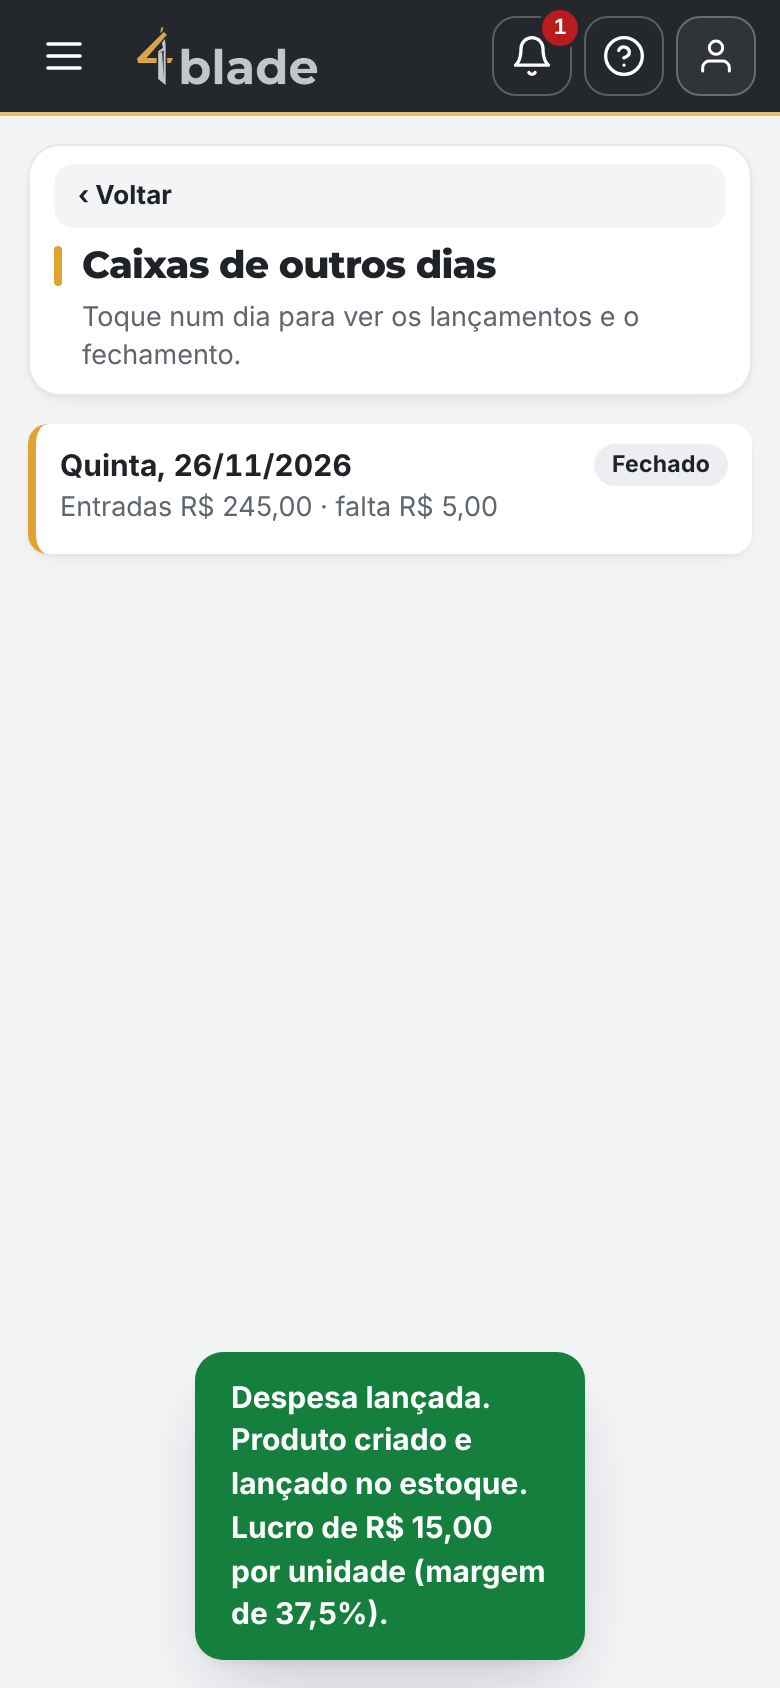 4blade
1
‹ Voltar
Caixas de outros dias
Toque num dia para ver os lançamentos e o
fechamento.
Quinta, 26/11/2026
Fechado
Entradas R$ 245,00 · falta R$ 5,00
Despesa lançada.
Produto criado e
lançado no estoque.
Lucro de R$ 15,00
por unidade (margem
de 37,5%).